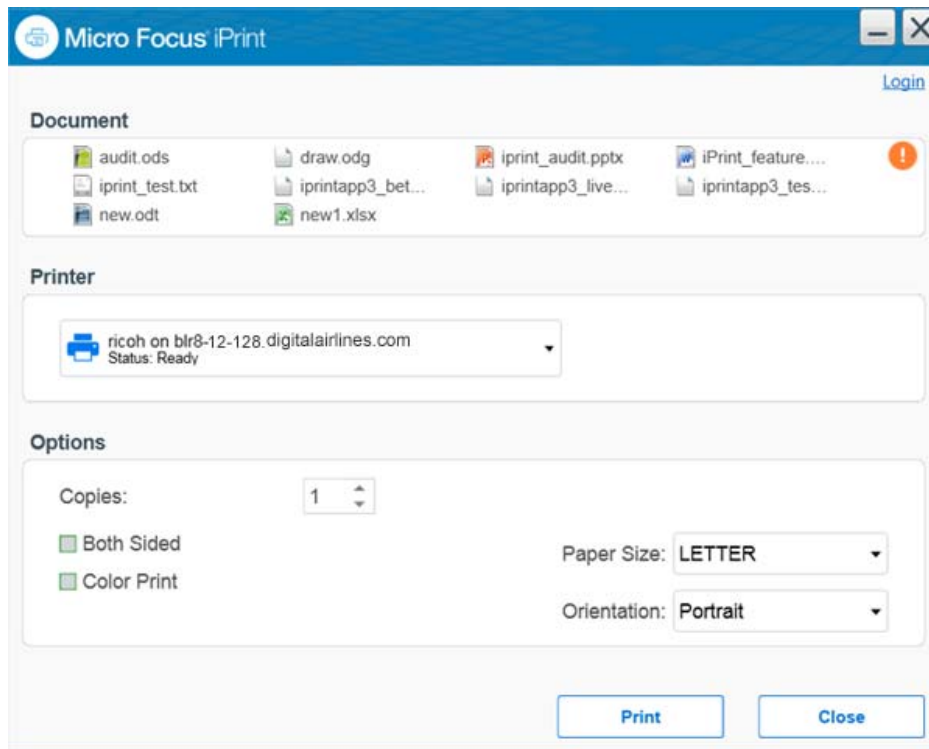 Micro Focus iPrint
Login
Document
audit.ods draw.odg iprint_audit.pptx iPrint_feature....
iprint_test.txt iprintapp3_bet... iprintapp3_live... iprintapp3_tes...
new.odt new1.xlsx
Printer
ricoh on blr8-12-128.digitalairlines.com
Status: Ready
Options
Copies: 1
Both Sided
Paper Size: LETTER
Color Print
Orientation: Portrait
Print Close